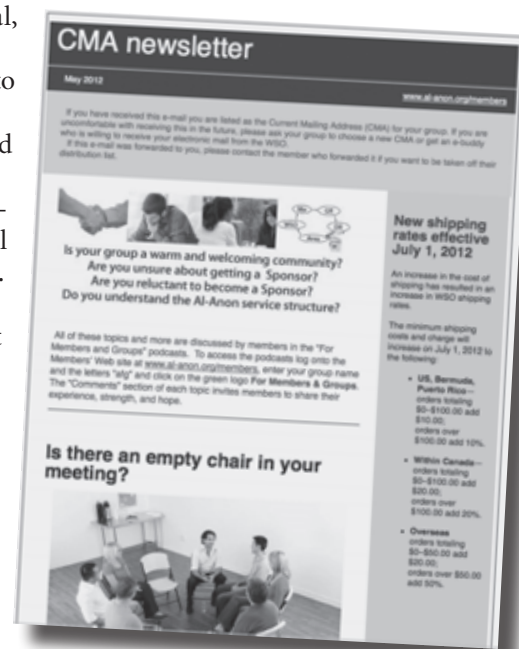 al,
to
d
-
l
.
t
CMA newsletter
May 2012
www.al-anon.org/members
If you have received this e-mail you are listed as the Current Mailing Address (CMA) for your group. If you are
uncomfortable with receiving this in the future, please ask your group to choose a new CMA or get an e-buddy
who is willing to receive your electronic mail from the WSO.
If this e-mail was forwarded to you, please contact the member who forwarded it if you want to be taken off their
distribution list.
Is your group a warm and welcoming community?
Are you unsure about getting a Sponsor?
Are you reluctant to become a Sponsor?
Do you understand the Al-Anon service structure?
All of these topics and more are discussed by members in the "For
Members and Groups" podcasts. To access the podcasts log onto the
Members' Web site at www.al-anon.org/members, enter your group name
and the letters "afg" and click on the green logo For Members & Groups.
The "Comments" section of each topic invites members to share their
experience, strength, and hope.
Is there an empty chair in your
meeting?
New shipping
rates effective
July 1, 2012
An increase in the cost of
shipping has resulted in an
increase in WSO shipping
rates.
The minimum shipping
costs and charge will
increase on July 1, 2012 to
the following:
• US, Bermuda,
Puerto Rico—
orders totaling
$0-$100.00 add
$10.00;
orders over
$100.00 add 10%.
• Within Canada—
orders totaling
$0-$100.00 add
$20.00;
orders over
$100.00 add 20%.
• Overseas
orders totaling
$0-$50.00 add
$20.00;
orders over $50.00
add 50%.